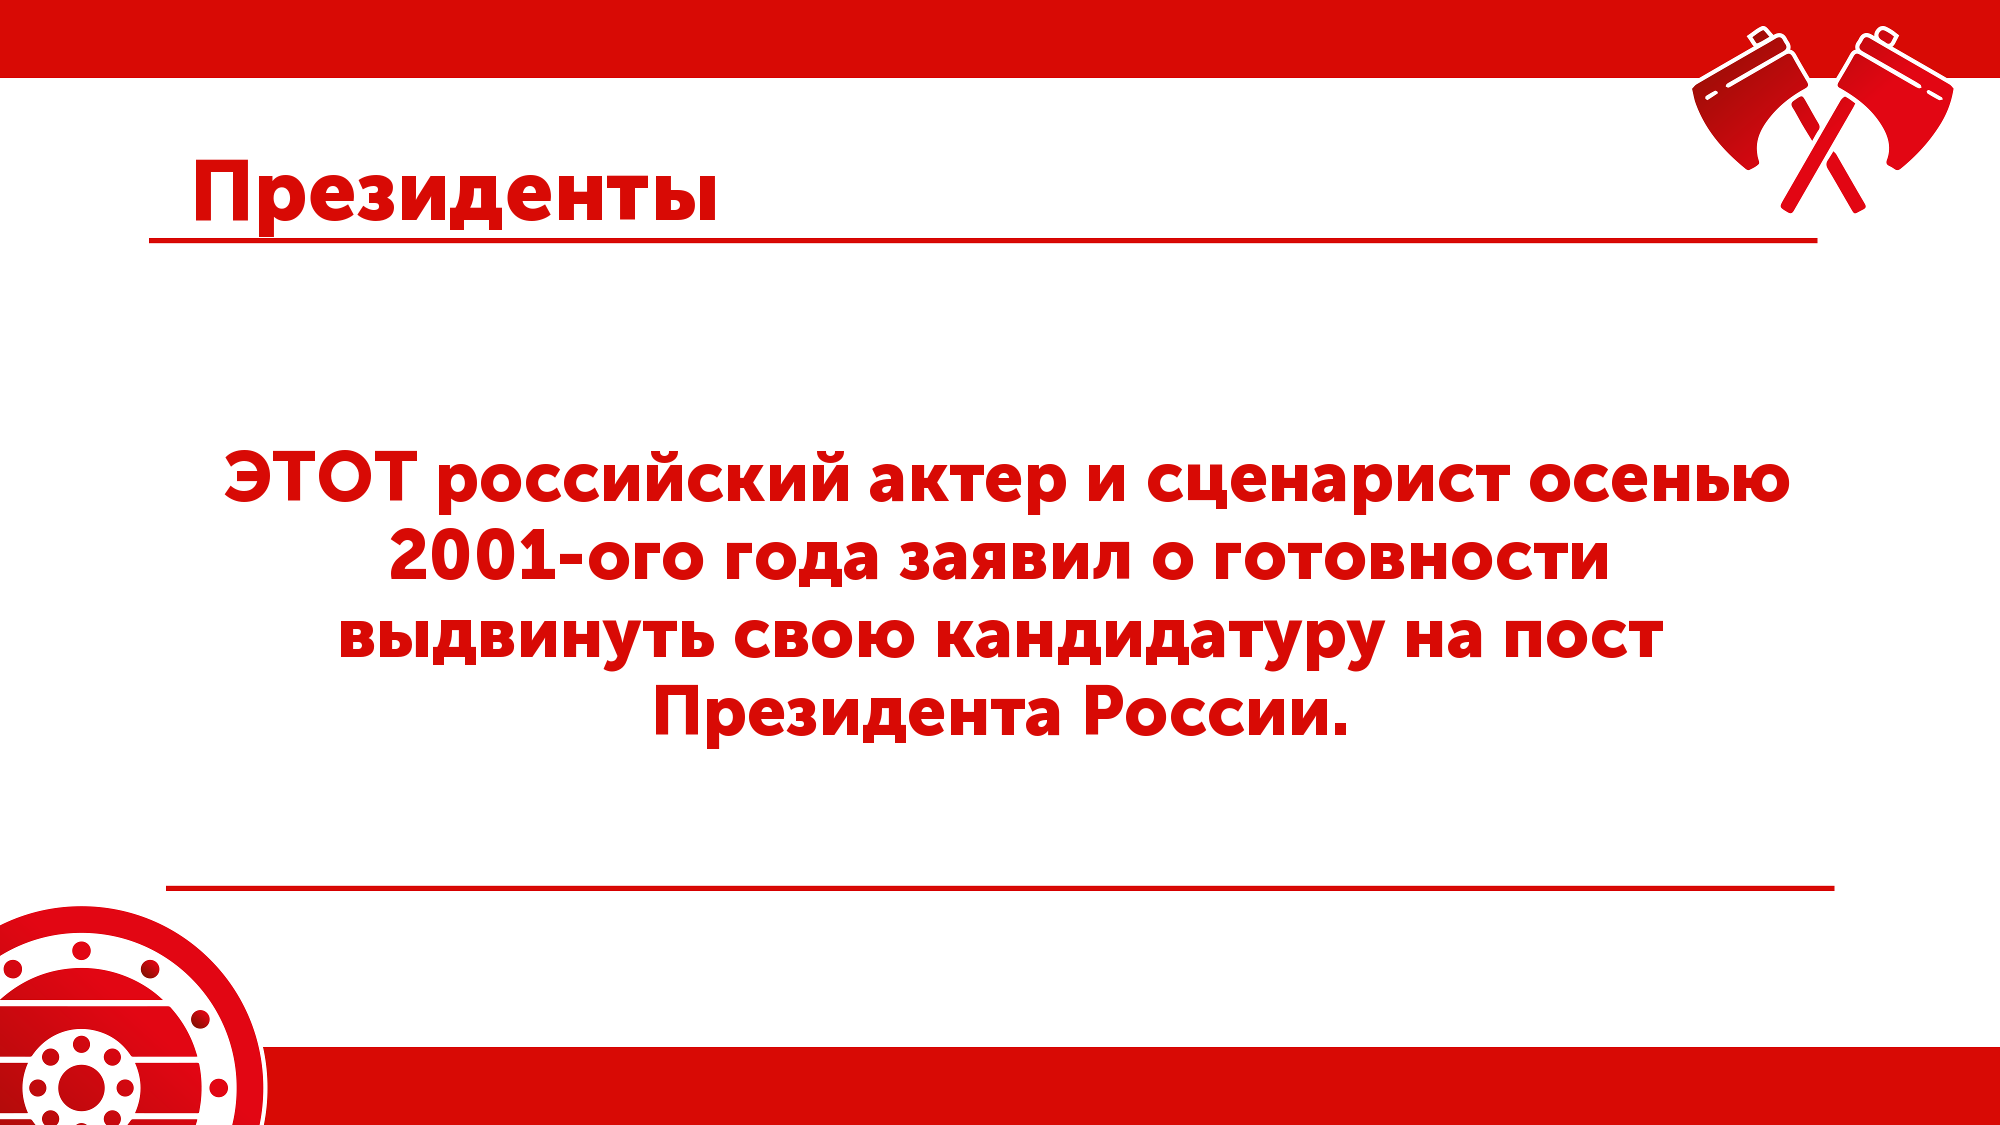 Президенты
ЭТОТ российский актер и сценарист осенью
2001-ого года заявил о готовности
выдвинуть свою кандидатуру на пост
Президента России.